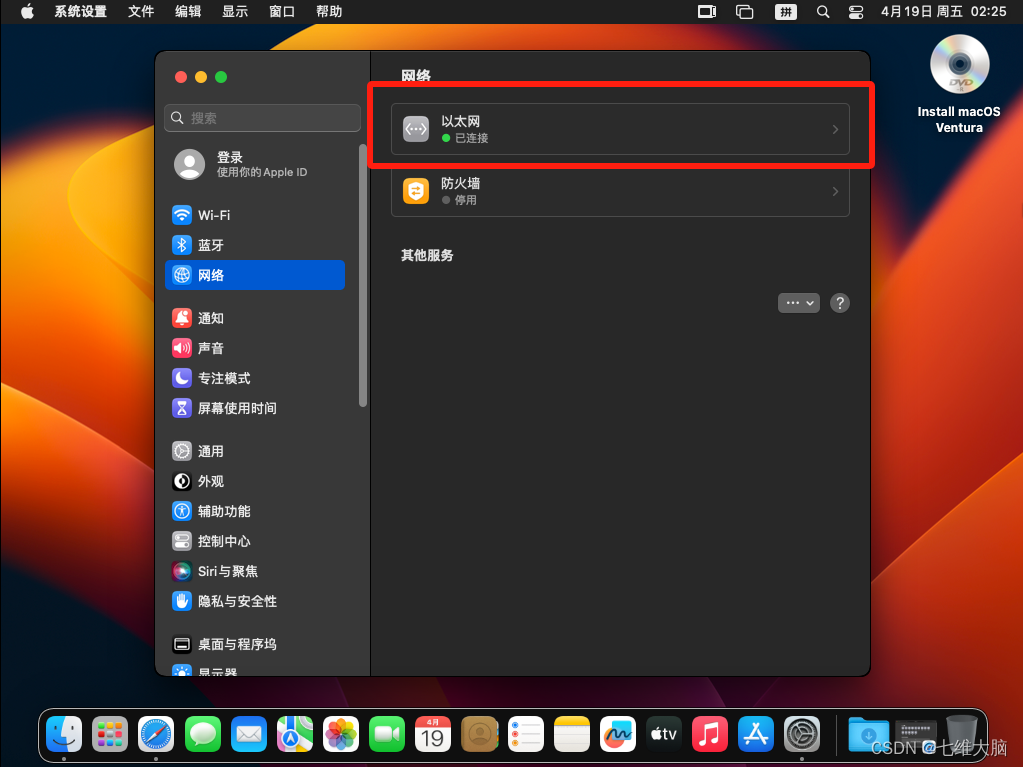 系统设置 文件 编辑 显示 窗口 帮助 拼 4月19日 周五 02:25
DVD
Install macOS
Ventura
搜索
登录
使用你的 Apple ID
Wi-Fi
蓝牙
网络
通知
声音
专注模式
屏幕使用时间
通用
外观
辅助功能
控制中心
Siri与聚焦
隐私与安全性
桌面与程序坞
显示器
网络
以太网
已连接
防火墙
停用
其他服务
?
4月
19
tv
CSDN @七维大脑